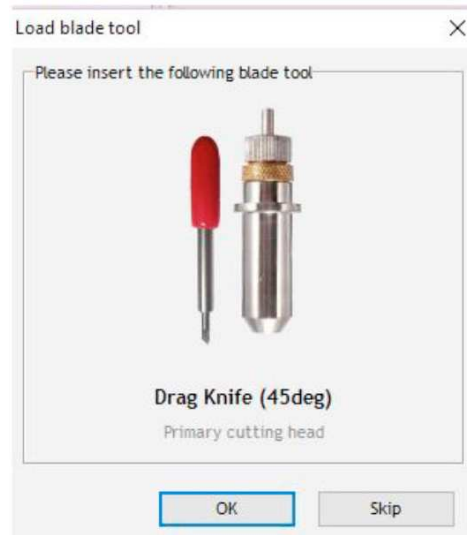 Load blade tool
Please insert the following blade tool
Drag Knife (45deg)
Primary cutting head
OK
Skip